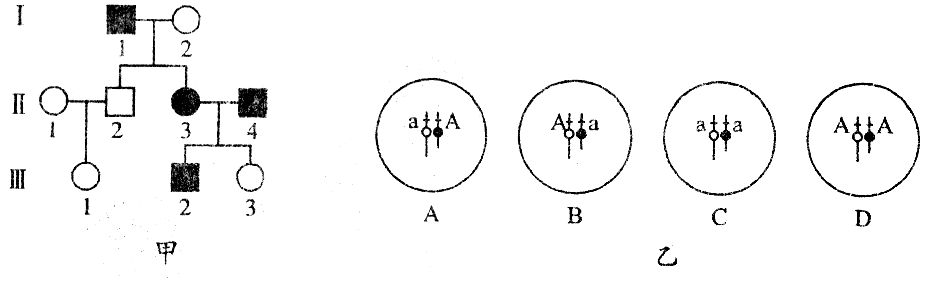 Ⅰ
1 2
Ⅱ
1 2 3 4
Ⅲ
1 2 3
甲
a A
A a
a a
A A
A B C D
乙